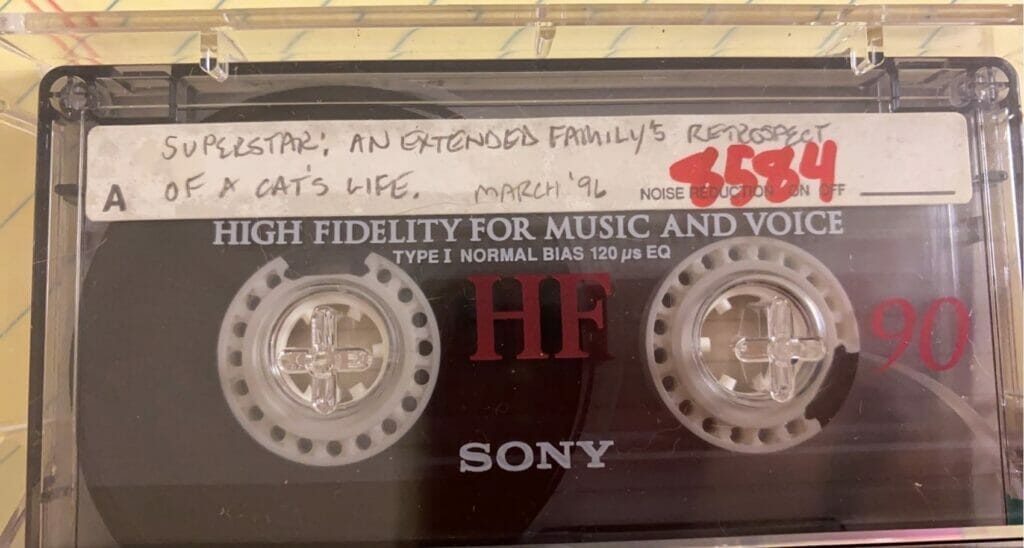 SUPERSTAR: AN EXTENDED FAMILY'S RETROSPECT
8584
A OF A CAT'S LIFE. MARCH '96 NOISE REDUCTION ON OFF
HIGH FIDELITY FOR MUSIC AND VOICE
TYPE I NORMAL BIAS 120 µs EQ
HF 90
SONY